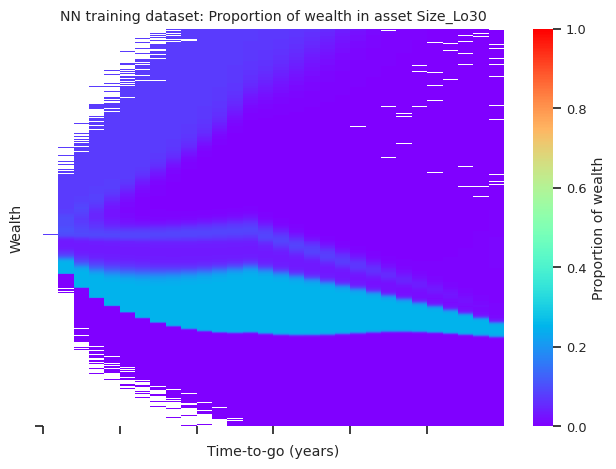 NN training dataset: Proportion of wealth in asset Size_Lo30
Wealth
Time-to-go (years)
1.0
0.8
0.6
0.4
0.2
0.0
Proportion of wealth